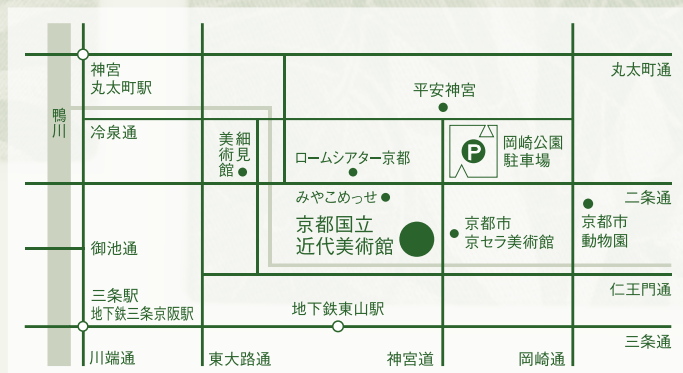 神宮
丸太町駅
丸太町通
平安神宮
鴨川
冷泉通
細見
美術館
ロームシアター京都
P
岡崎公園
駐車場
みやこめっせ
二条通
京都国立
近代美術館
京都市
京セラ美術館
京都市
動物園
御池通
三条駅
地下鉄三条京阪駅
地下鉄東山駅
仁王門通
三条通
川端通
東大路通
神宮道
岡崎通